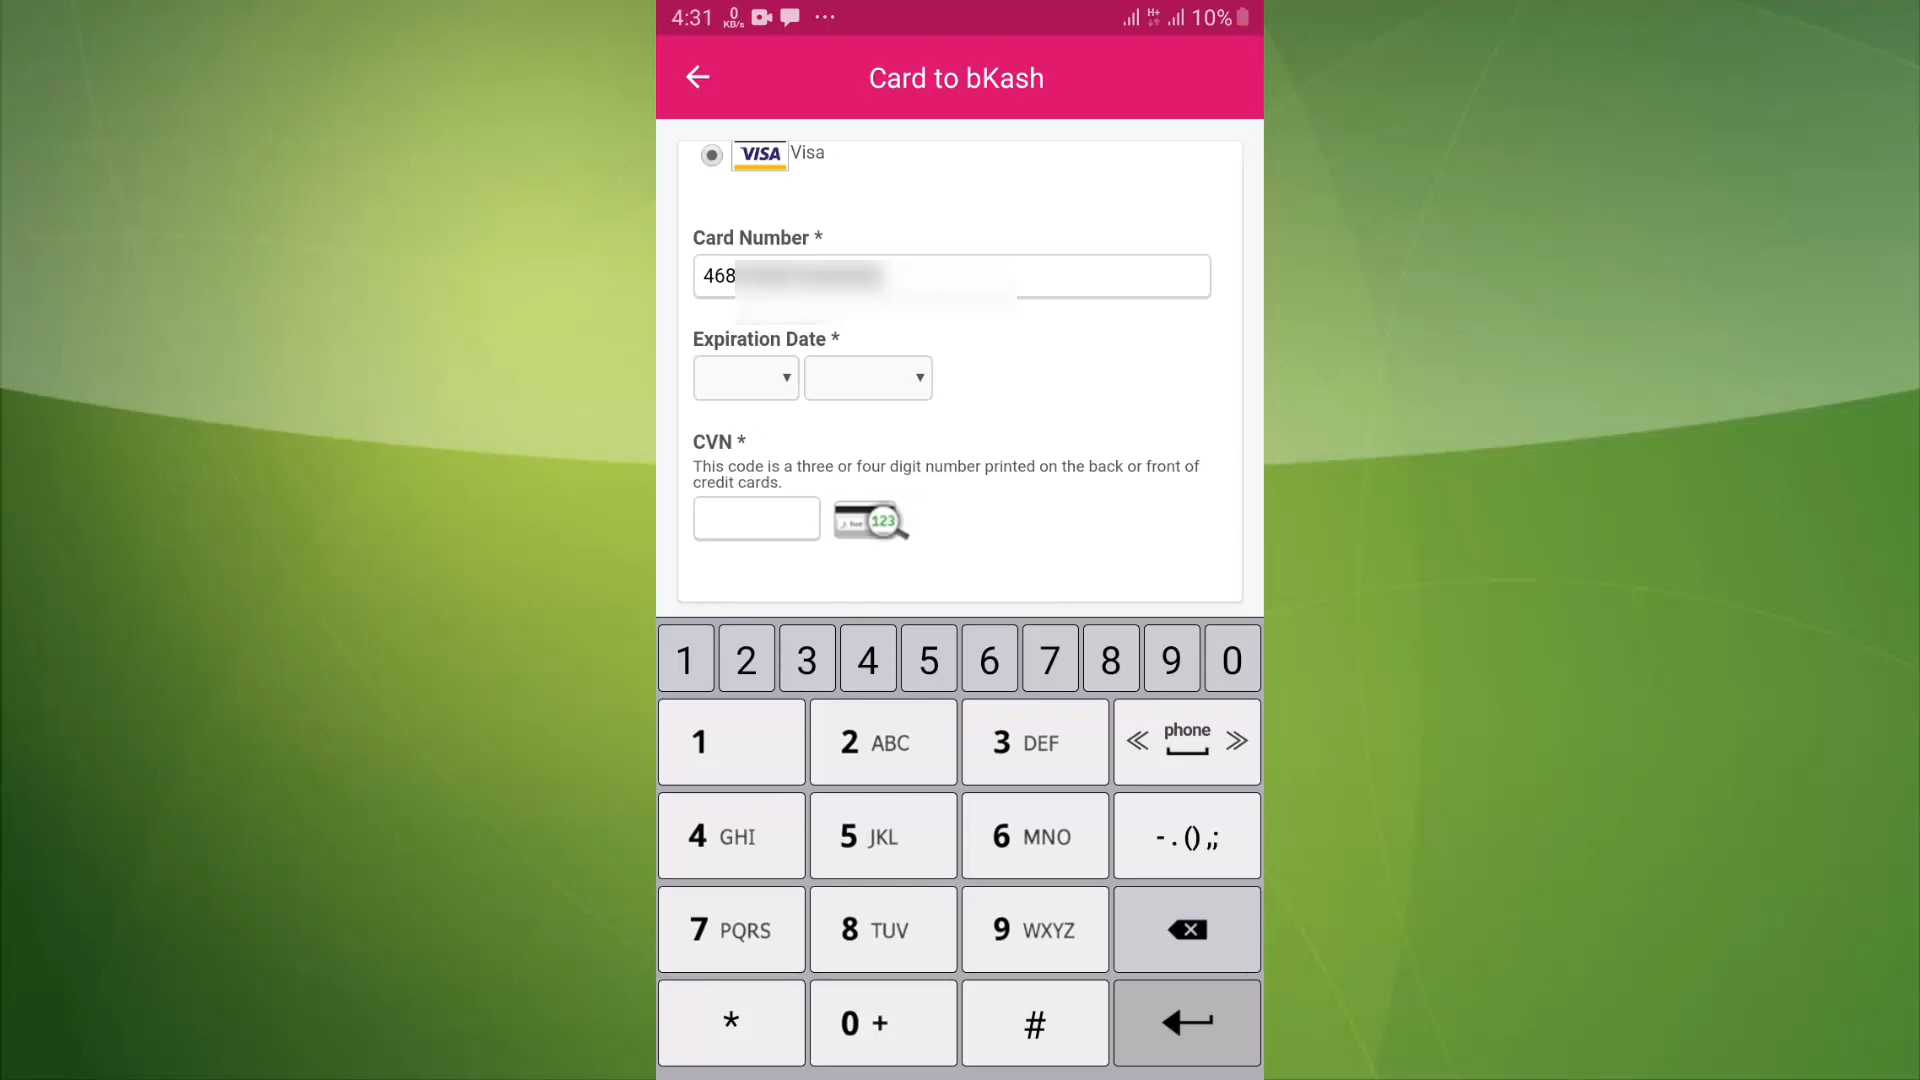 4:31 0 KB/s ... H+ 10%
Card to bKash
VISA Visa
Card Number *
468
Expiration Date *
CVN *
This code is a three or four digit number printed on the back or front of
credit cards.
123
1 2 3 4 5 6 7 8 9 0
1 2 ABC 3 DEF phone
4 GHI 5 JKL 6 MNO - . () ,;
7 PQRS 8 TUV 9 WXYZ
* 0 + #